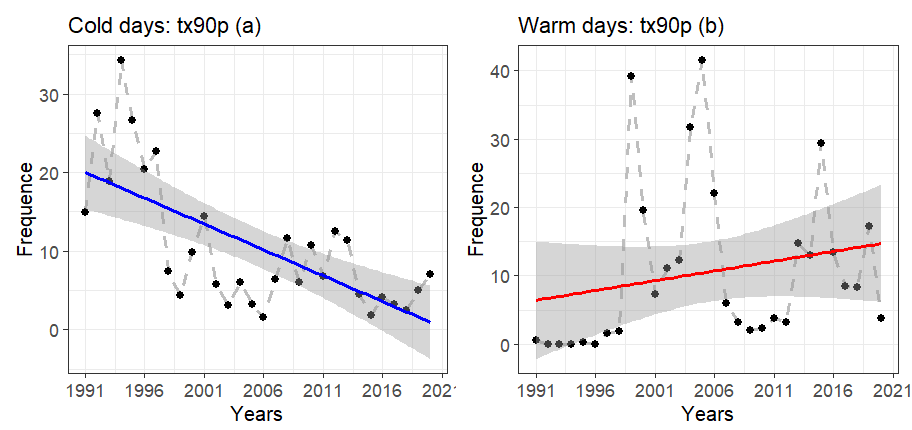 Cold days: tx90p (a)
Frequence
30
20
10
0
1991 1996 2001 2006 2011 2016 2021
Years
Warm days: tx90p (b)
Frequence
40
30
20
10
0
1991 1996 2001 2006 2011 2016 2021
Years